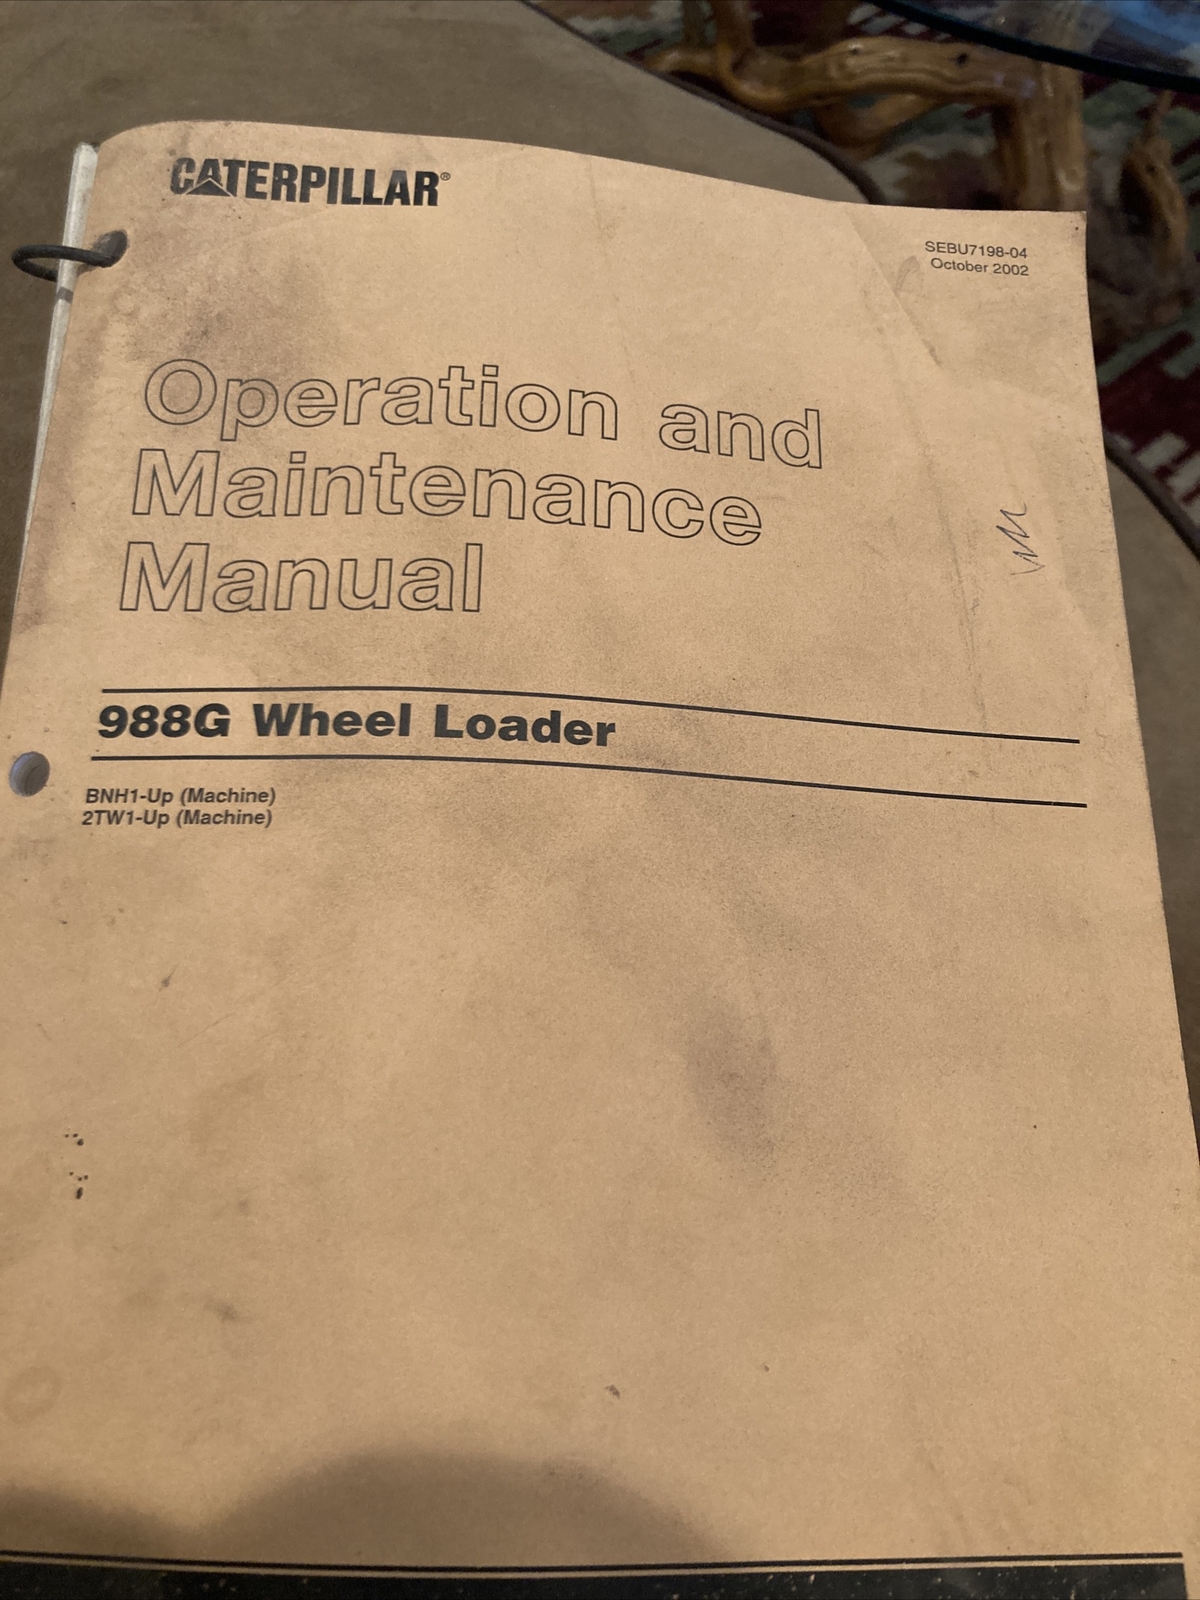 CATERPILLAR®
SEBU7198-04
October 2002
Operation and
Maintenance
Manual
988G Wheel Loader
BNH1-Up (Machine)
2TW1-Up (Machine)